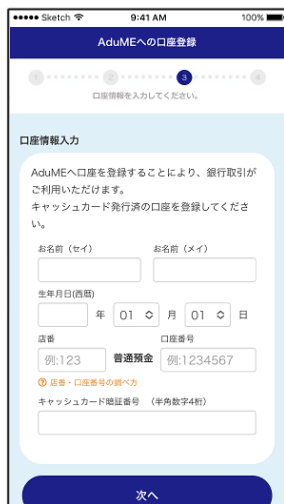 Sketch 9:41 AM 100%
AduMEへの口座登録
1 2 3 4
口座情報を入力してください。
口座情報入力
AduMEへ口座を登録することにより、銀行取引が
ご利用いただけます。
キャッシュカード発行済の口座を登録してくださ
い。
お名前（セイ） お名前（メイ）
生年月日(西暦)
年 01 月 01 日
店番 口座番号
例:123 普通預金 例:1234567
? 店番・口座番号の調べ方
キャッシュカード暗証番号 （半角数字4桁）
次へ